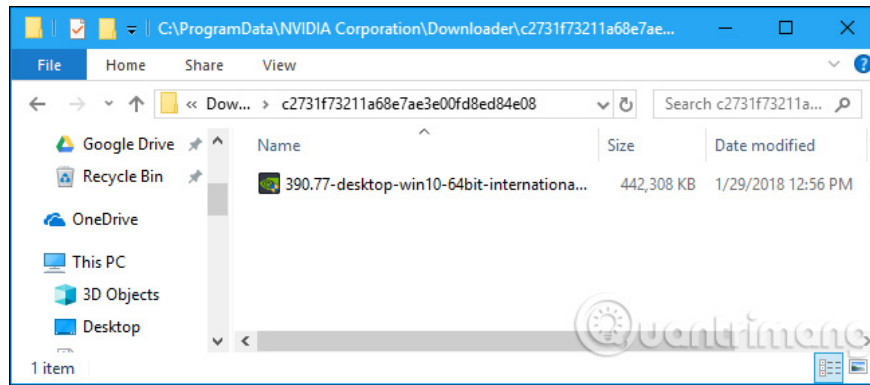 C:\ProgramData\NVIDIA Corporation\Downloader\c2731f73211a68e7ae...
File Home Share View
« Dow... › c2731f73211a68e7ae3e00fd8ed84e08
Search c2731f73211a...
Google Drive
Recycle Bin
OneDrive
This PC
3D Objects
Desktop
Name Size Date modified
390.77-desktop-win10-64bit-internationa... 442,308 KB 1/29/2018 12:56 PM
Quantrimang
1 item